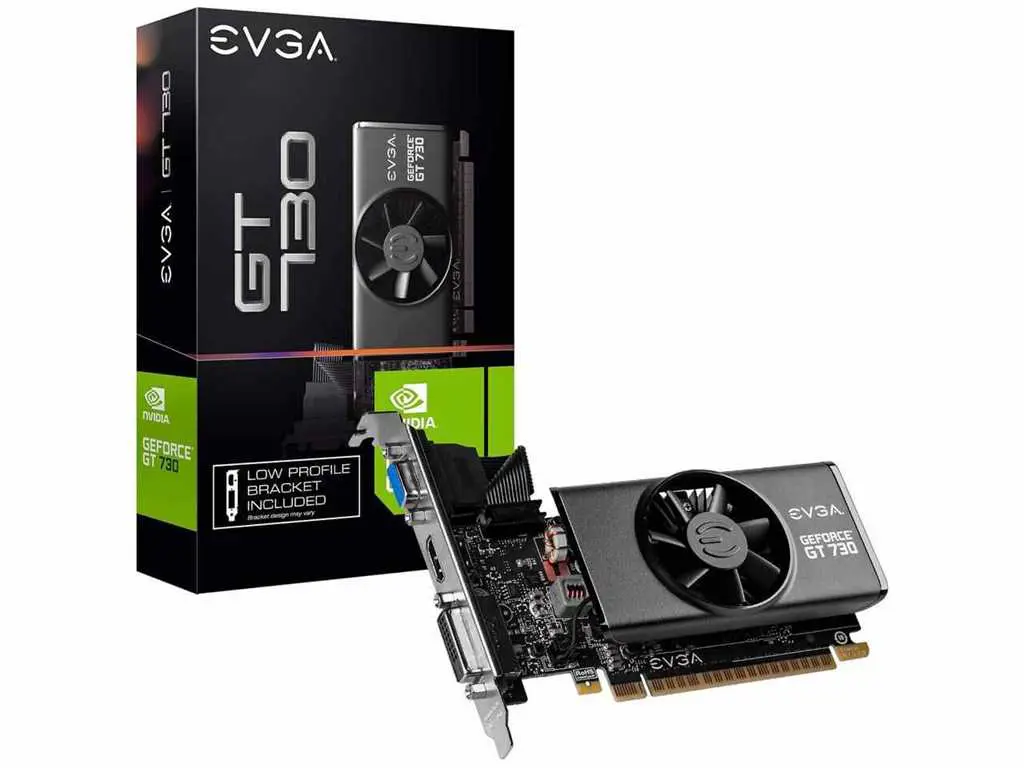 EVGA
GT
730
EVGA | GT 730
EVGA
GEFORCE
GT 730
EVGA
NVIDIA
GEFORCE
GT 730
LOW PROFILE
BRACKET
INCLUDED
Bracket design may vary
EVGA
GEFORCE
GT 730
RoHS
EVGA